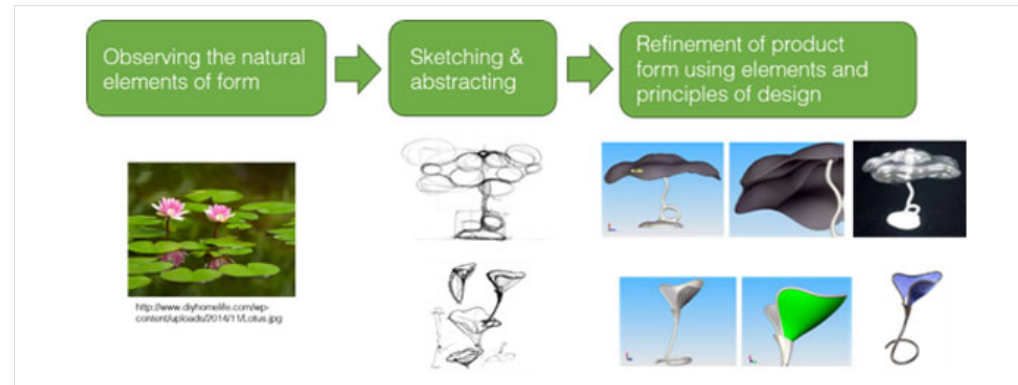 Observing the natural
elements of form
Sketching &
abstracting
Refinement of product
form using elements and
principles of design
http://www.diyhomelife.com/wp-
content/uploads/2014/11/Lotus.jpg